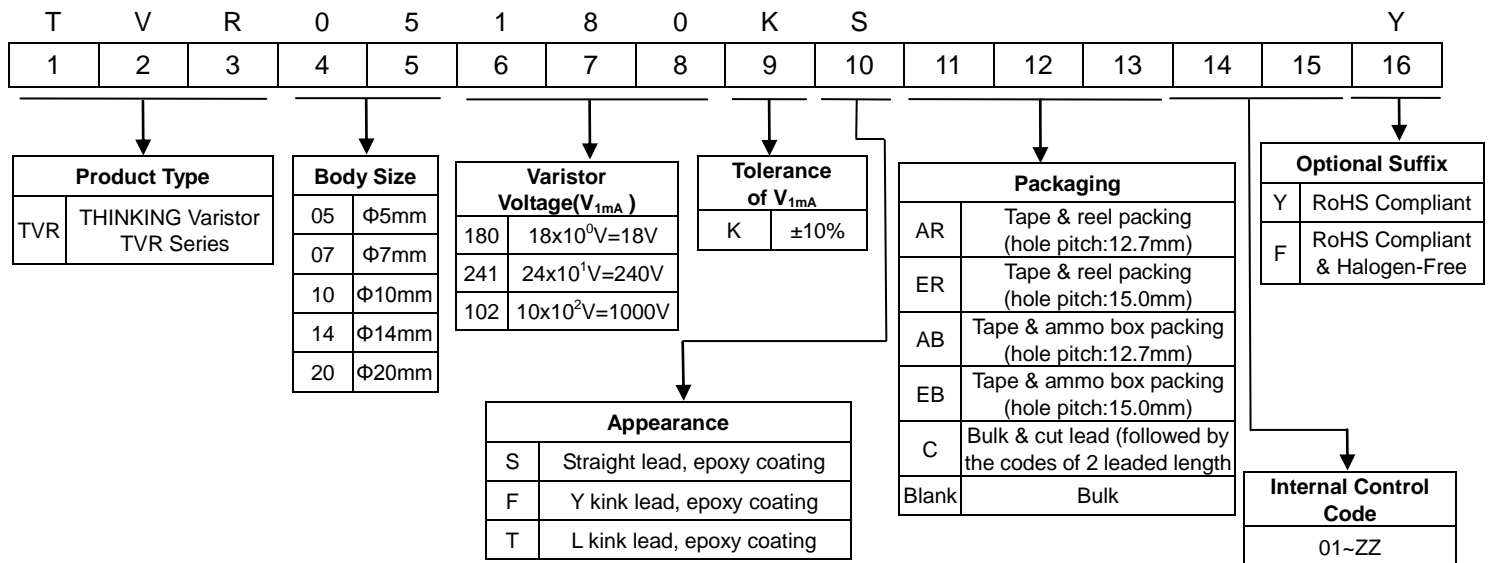 T V R 0 5 1 8 0 K S Y
1 2 3 4 5 6 7 8 9 10 11 12 13 14 15 16
Product Type
TVR THINKING Varistor
TVR Series
Body Size
05 Φ5mm
07 Φ7mm
10 Φ10mm
14 Φ14mm
20 Φ20mm
Varistor
Voltage(V1mA )
180 18x10⁰V=18V
241 24x10¹V=240V
102 10x10²V=1000V
Tolerance
of V1mA
K ±10%
Appearance
S Straight lead, epoxy coating
F Y kink lead, epoxy coating
T L kink lead, epoxy coating
Packaging
AR Tape & reel packing
(hole pitch:12.7mm)
ER Tape & reel packing
(hole pitch:15.0mm)
AB Tape & ammo box packing
(hole pitch:12.7mm)
EB Tape & ammo box packing
(hole pitch:15.0mm)
C Bulk & cut lead (followed by
the codes of 2 leaded length
Blank Bulk
Internal Control
Code
01~ZZ
Optional Suffix
Y RoHS Compliant
F RoHS Compliant
& Halogen-Free